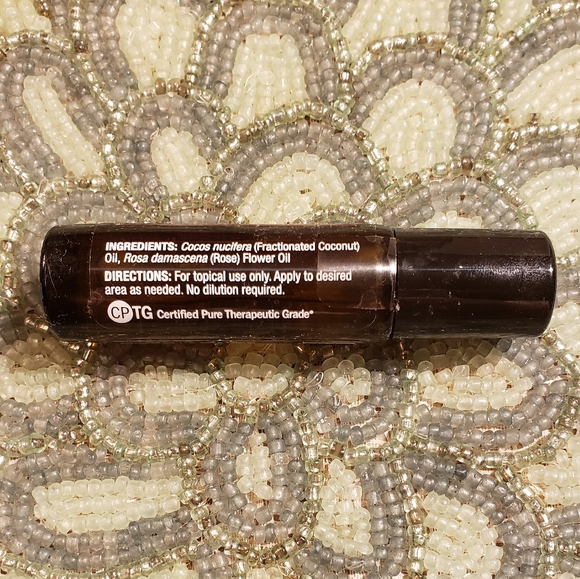 INGREDIENTS: Cocos nucifera (Fractionated Coconut)
Oil, Rosa damascena (Rose) Flower Oil
DIRECTIONS: For topical use only. Apply to desired
area as needed. No dilution required.
CPTG Certified Pure Therapeutic Grade®